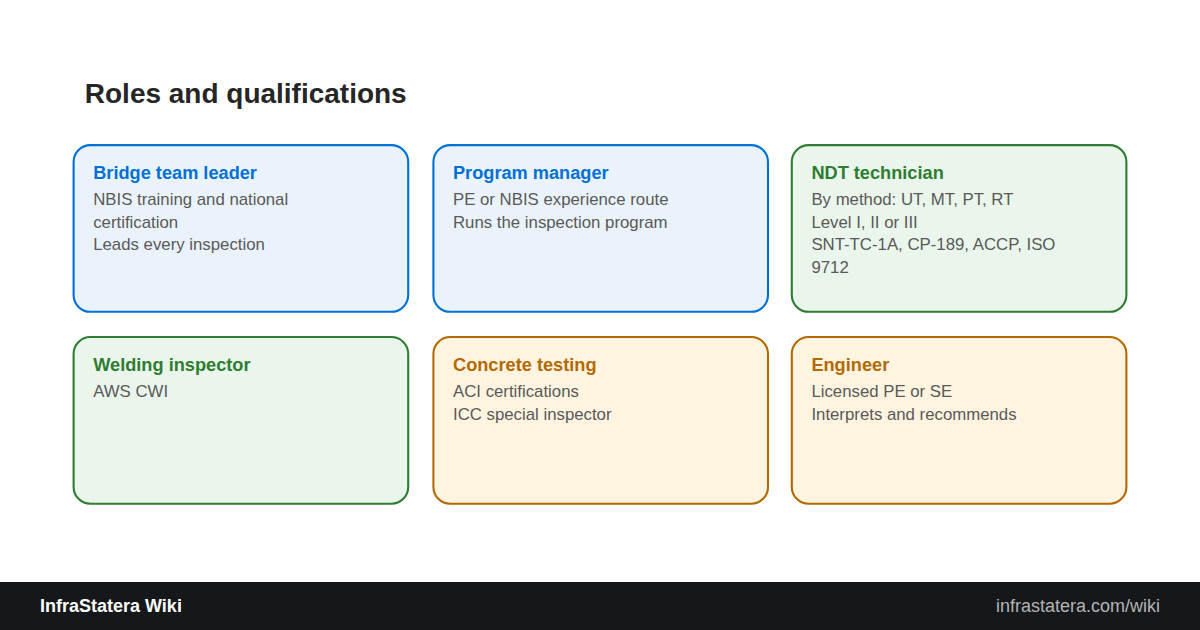 Roles and qualifications
Bridge team leader
NBIS training and national
certification
Leads every inspection
Program manager
PE or NBIS experience route
Runs the inspection program
NDT technician
By method: UT, MT, PT, RT
Level I, II or III
SNT-TC-1A, CP-189, ACCP, ISO
9712
Welding inspector
AWS CWI
Concrete testing
ACI certifications
ICC special inspector
Engineer
Licensed PE or SE
Interprets and recommends
InfraStatera Wiki
infrastatera.com/wiki